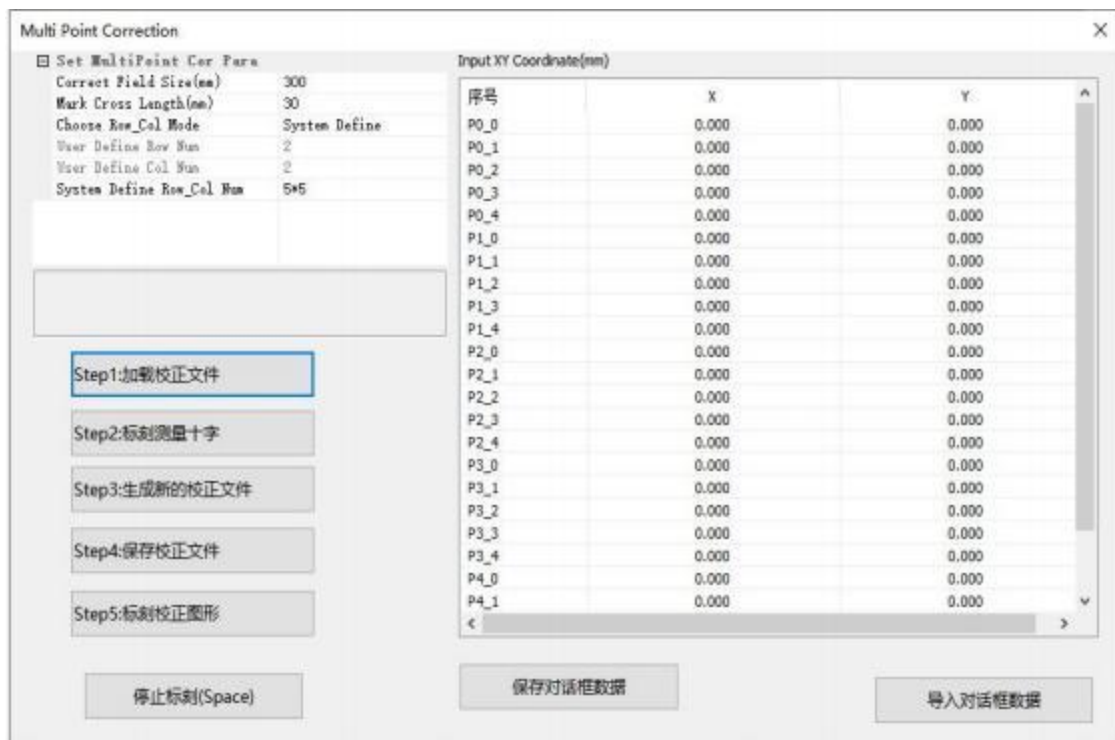 Multi Point Correction
Set MultiPoint Cor Para
Correct Field Size(mm) 300
Mark Cross Length(mm) 30
Choose Row_Col Mode System Define
User Define Row Num 2
User Define Col Num 2
System Define Row_Col Num 5*5
Step1:加载校正文件
Step2:标刻测量十字
Step3:生成新的校正文件
Step4:保存校正文件
Step5:标刻校正图形
停止标刻(Space)
Input XY Coordinate(mm)
序号 X Y
P0_0 0.000 0.000
P0_1 0.000 0.000
P0_2 0.000 0.000
P0_3 0.000 0.000
P0_4 0.000 0.000
P1_0 0.000 0.000
P1_1 0.000 0.000
P1_2 0.000 0.000
P1_3 0.000 0.000
P1_4 0.000 0.000
P2_0 0.000 0.000
P2_1 0.000 0.000
P2_2 0.000 0.000
P2_3 0.000 0.000
P2_4 0.000 0.000
P3_0 0.000 0.000
P3_1 0.000 0.000
P3_2 0.000 0.000
P3_3 0.000 0.000
P3_4 0.000 0.000
P4_0 0.000 0.000
P4_1 0.000 0.000
保存对话框数据
导入对话框数据